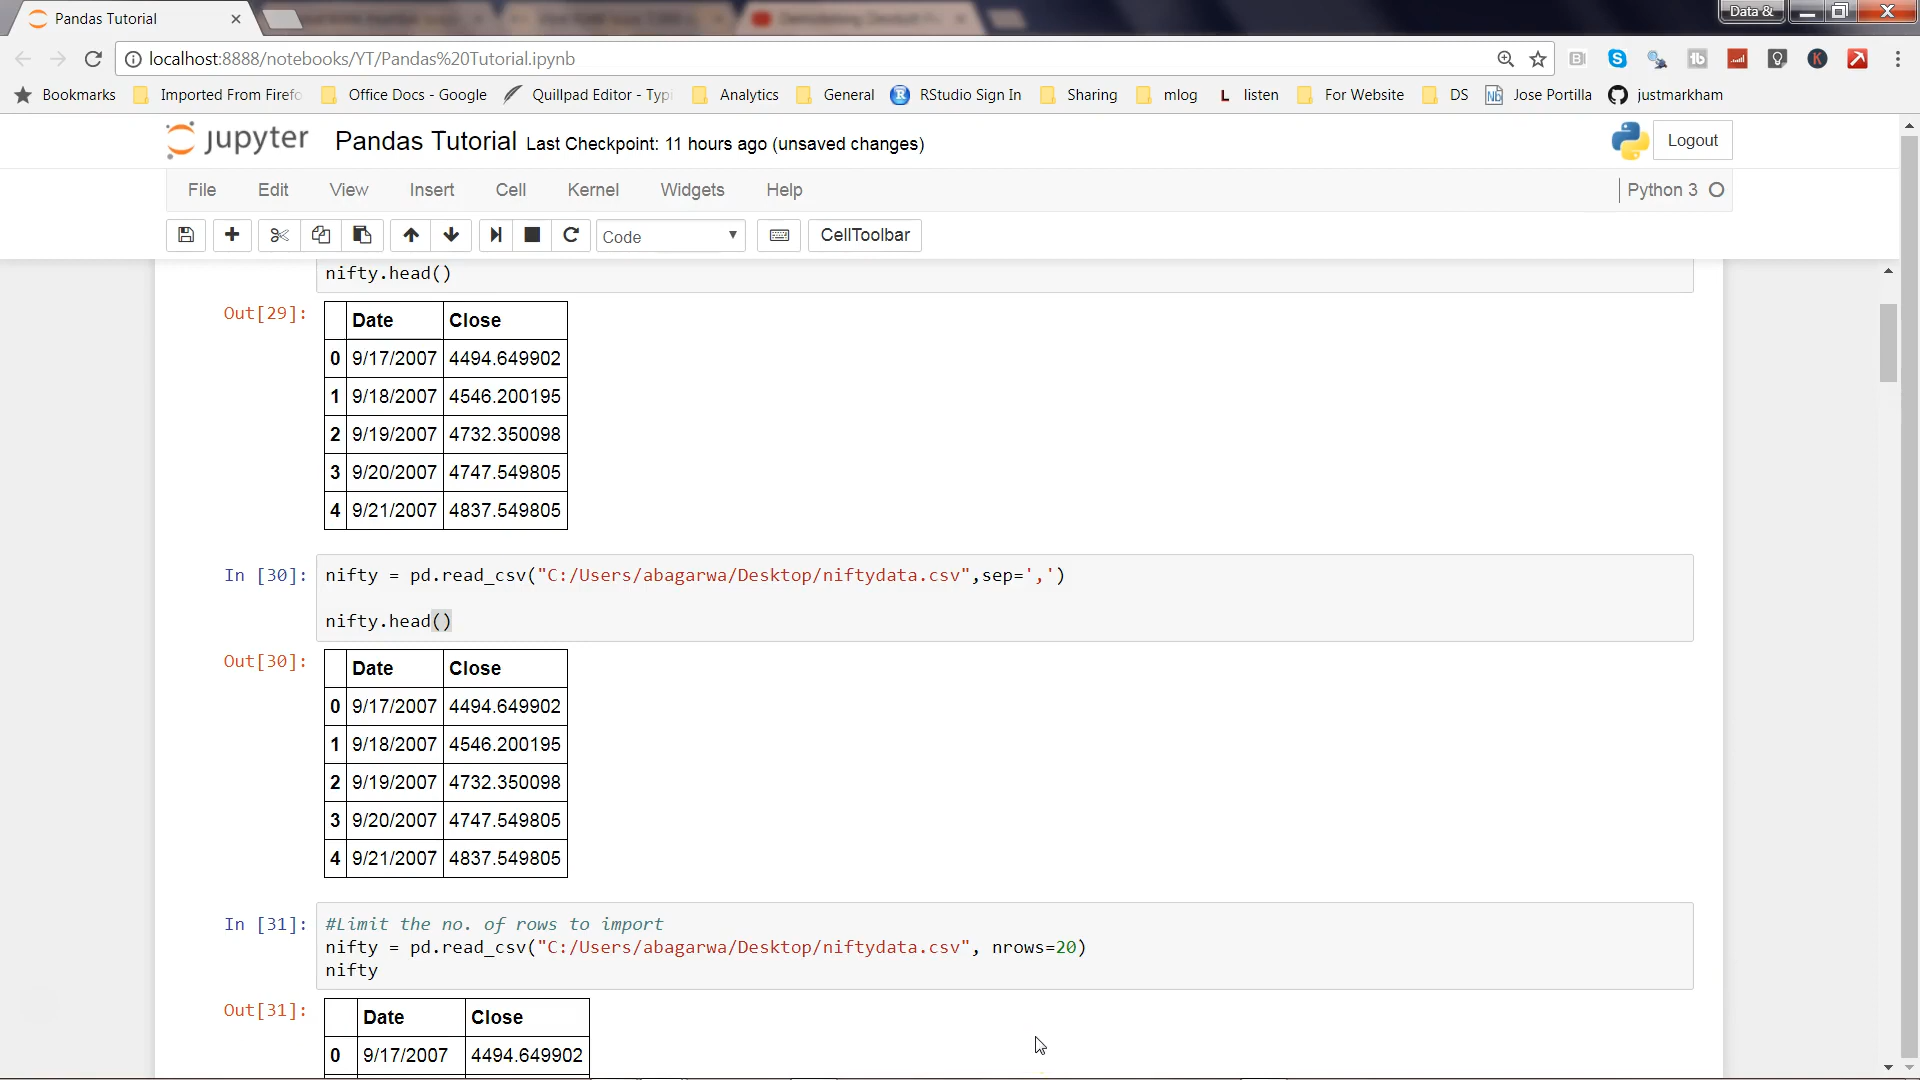 Pandas Tutorial
Data &
localhost:8888/notebooks/YT/Pandas%20Tutorial.ipynb
Bookmarks Imported From Firefo Office Docs - Google Quillpad Editor - Typi Analytics General RStudio Sign In Sharing mlog L listen For Website DS Nb Jose Portilla justmarkham
jupyter Pandas Tutorial Last Checkpoint: 11 hours ago (unsaved changes) Logout
File Edit View Insert Cell Kernel Widgets Help Python 3
Code CellToolbar
nifty.head()
Out[29]:
Date Close
0 9/17/2007 4494.649902
1 9/18/2007 4546.200195
2 9/19/2007 4732.350098
3 9/20/2007 4747.549805
4 9/21/2007 4837.549805
In [30]: nifty = pd.read_csv("C:/Users/abagarwa/Desktop/niftydata.csv",sep=',')
nifty.head()
Out[30]:
Date Close
0 9/17/2007 4494.649902
1 9/18/2007 4546.200195
2 9/19/2007 4732.350098
3 9/20/2007 4747.549805
4 9/21/2007 4837.549805
In [31]: #Limit the no. of rows to import
nifty = pd.read_csv("C:/Users/abagarwa/Desktop/niftydata.csv", nrows=20)
nifty
Out[31]:
Date Close
0 9/17/2007 4494.649902